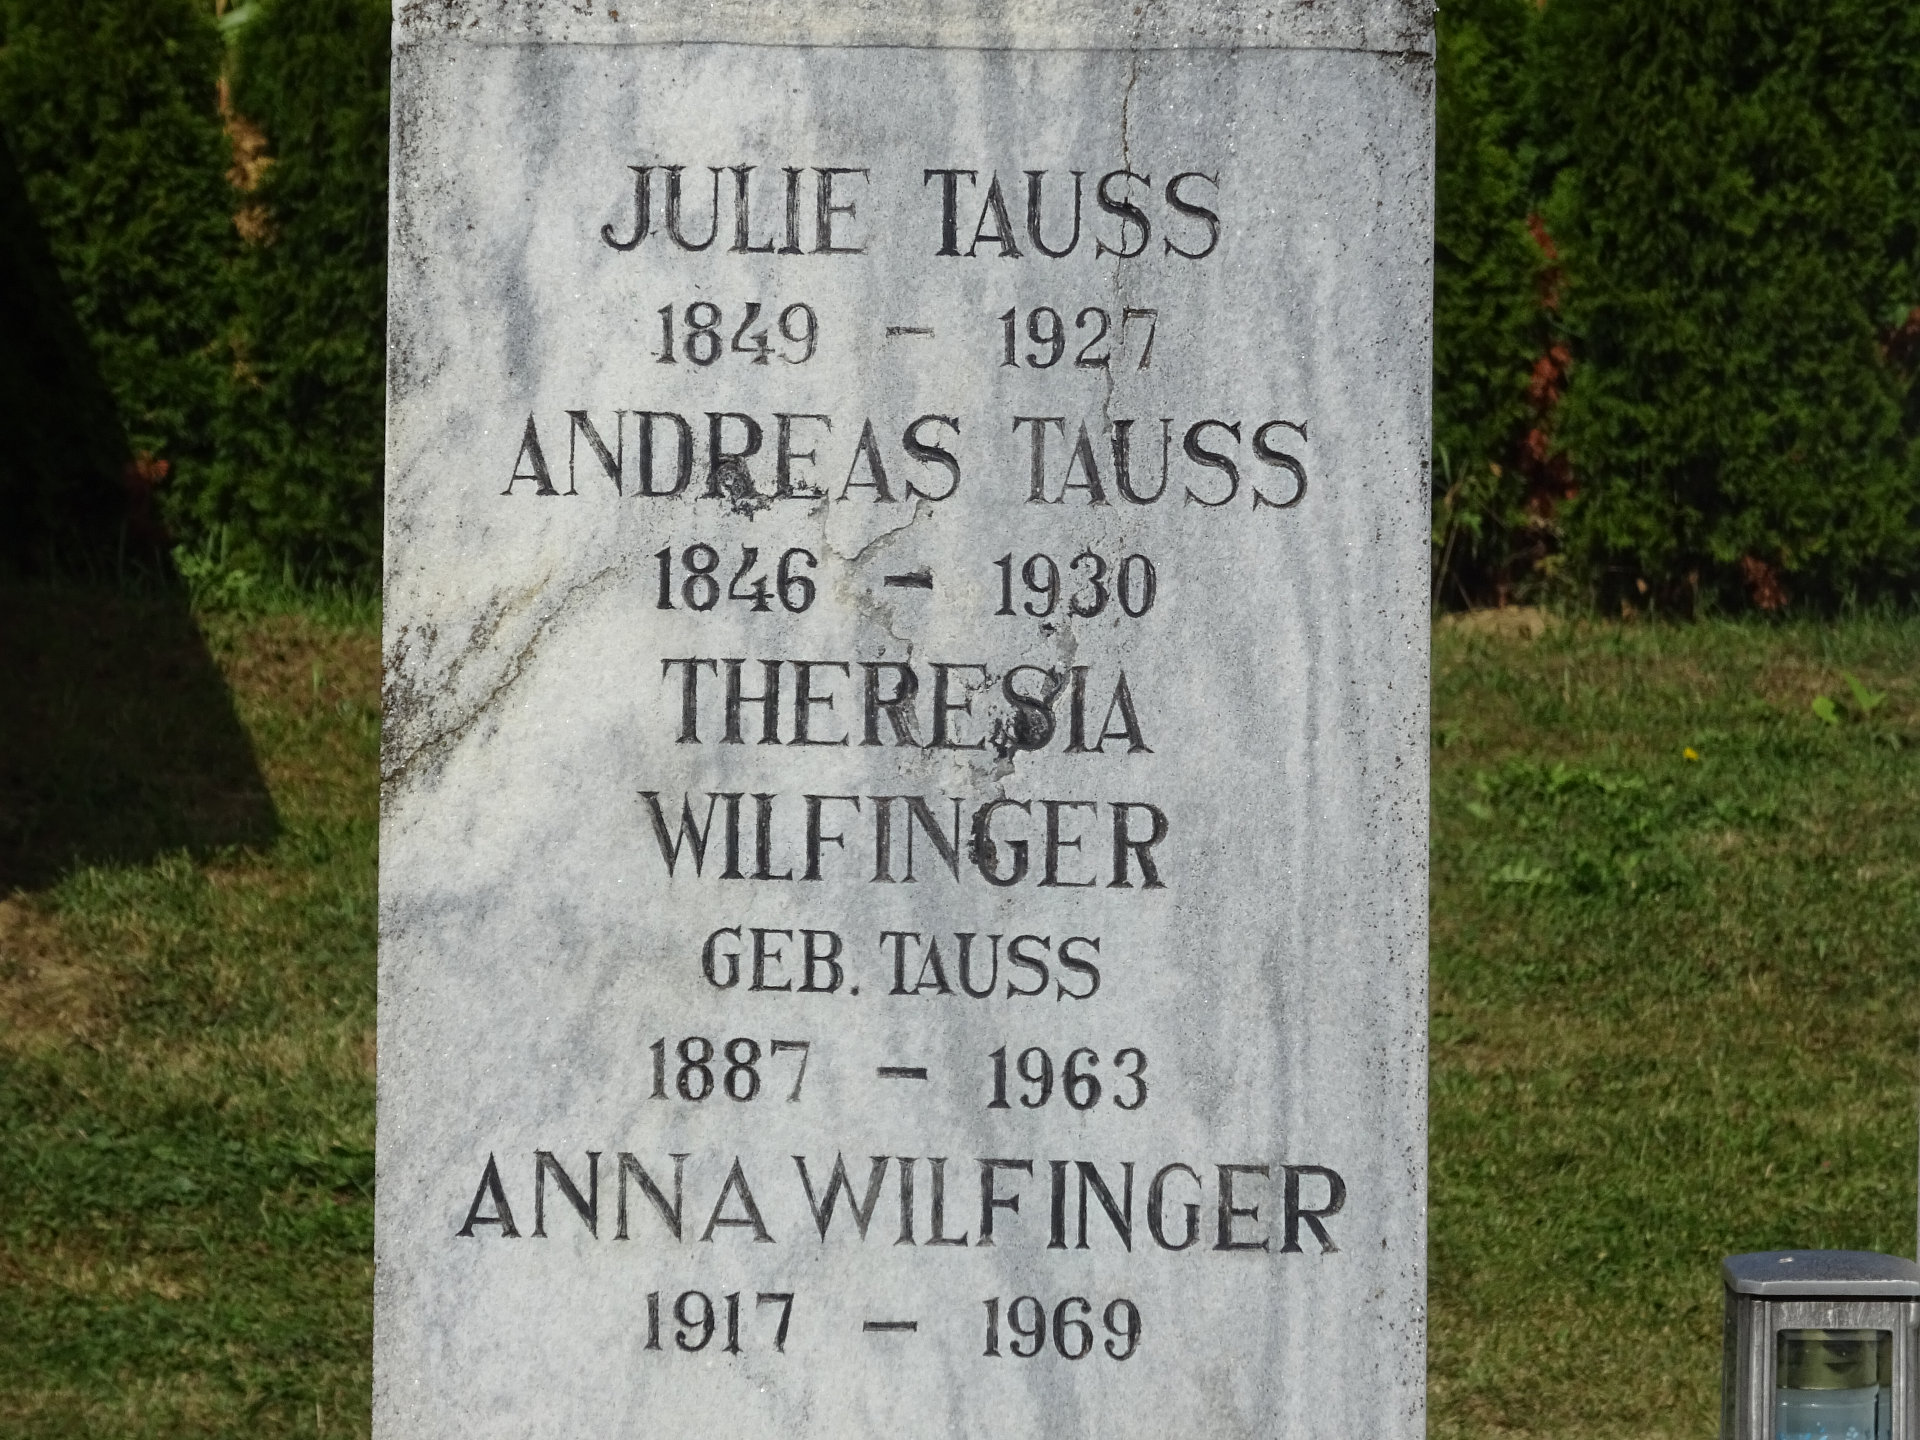 JULIE TAUSS
1849 – 1927
ANDREAS TAUSS
1846 – 1930
THERESIA
WILFINGER
GEB. TAUSS
1887 – 1963
ANNA WILFINGER
1917 – 1969